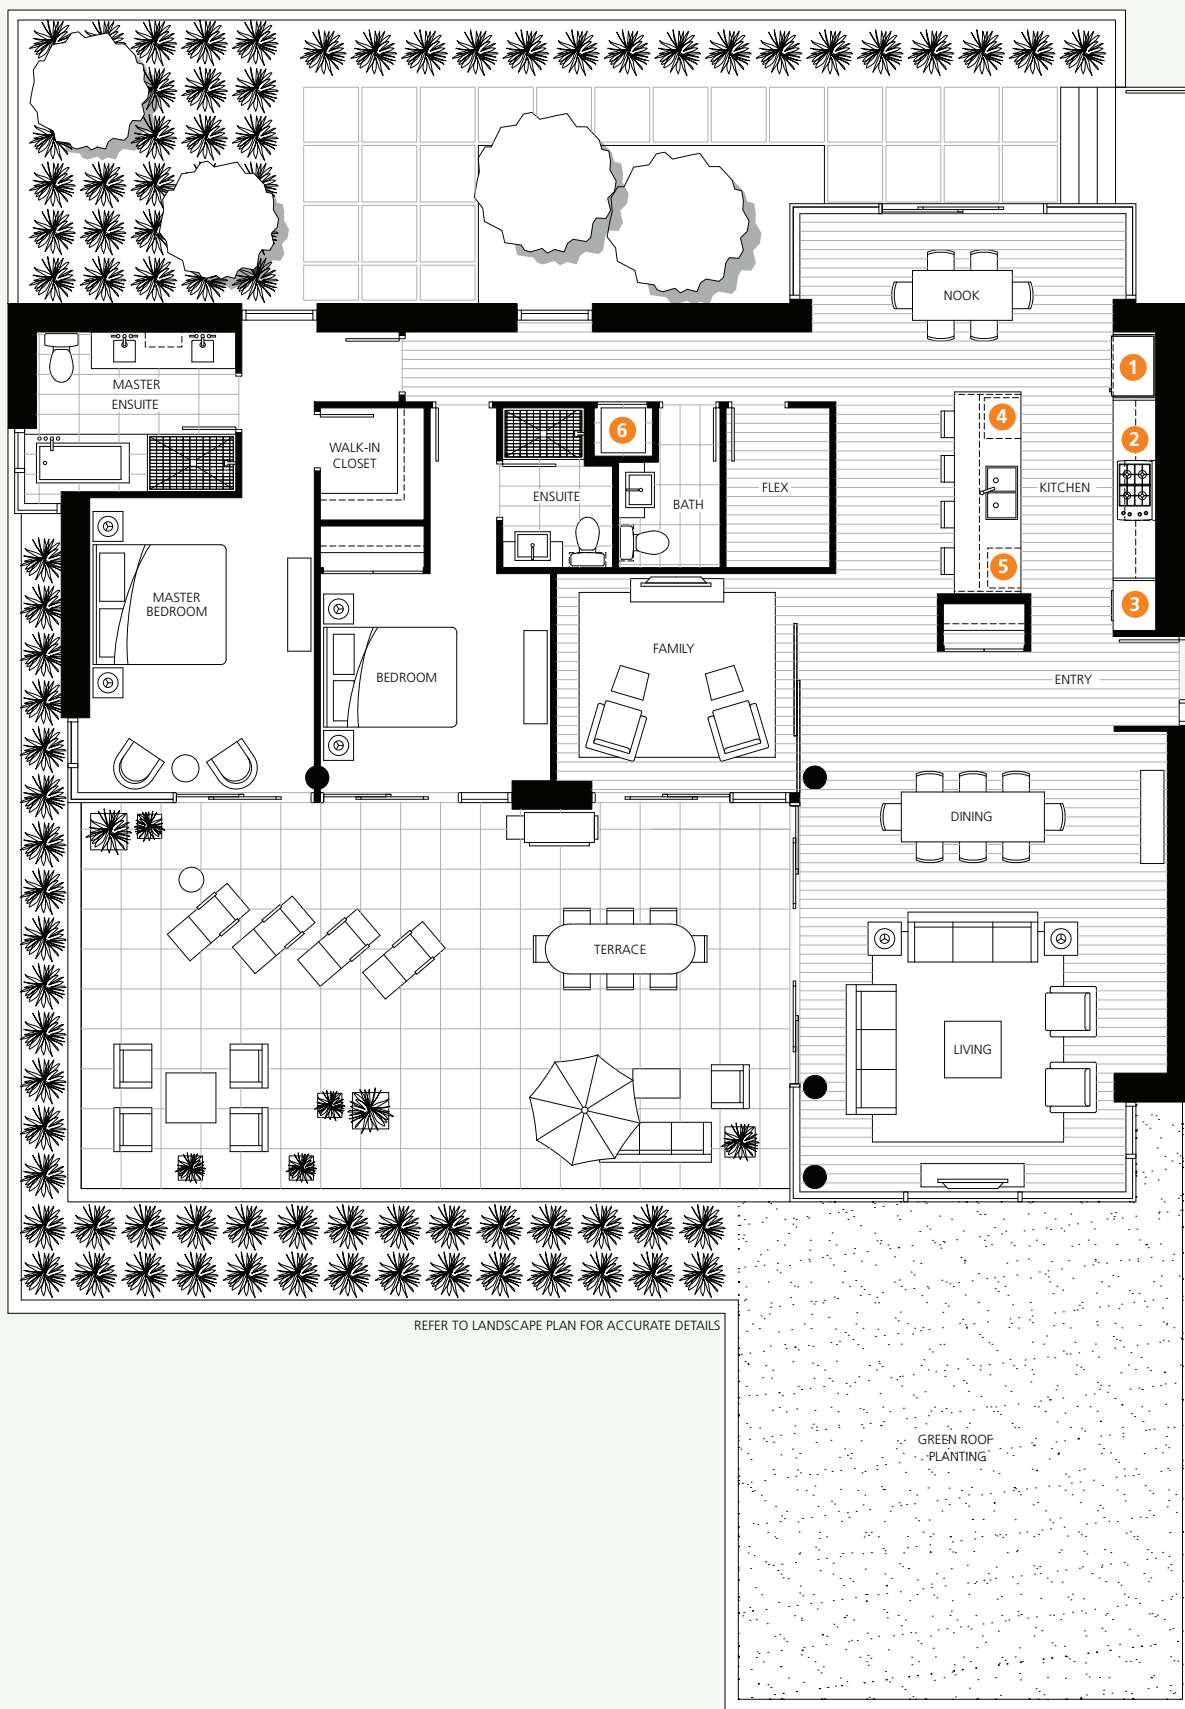 NOOK
1
MASTER
ENSUITE
4
2
6
WALK-IN
CLOSET
KITCHEN
FLEX
ENSUITE
BATH
5
3
MASTER
BEDROOM
FAMILY
BEDROOM
ENTRY
DINING
TERRACE
LIVING
REFER TO LANDSCAPE PLAN FOR ACCURATE DETAILS
GREEN ROOF
PLANTING